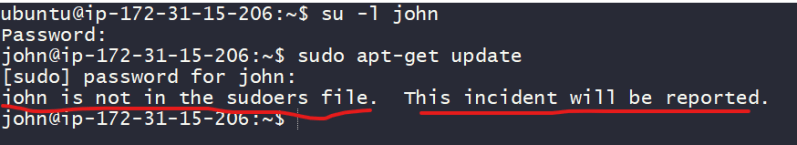 ubuntu@ip-172-31-15-206:~$ su -l john
Password:
john@ip-172-31-15-206:~$ sudo apt-get update
[sudo] password for john:
john is not in the sudoers file.  This incident will be reported.
john@ip-172-31-15-206:~$